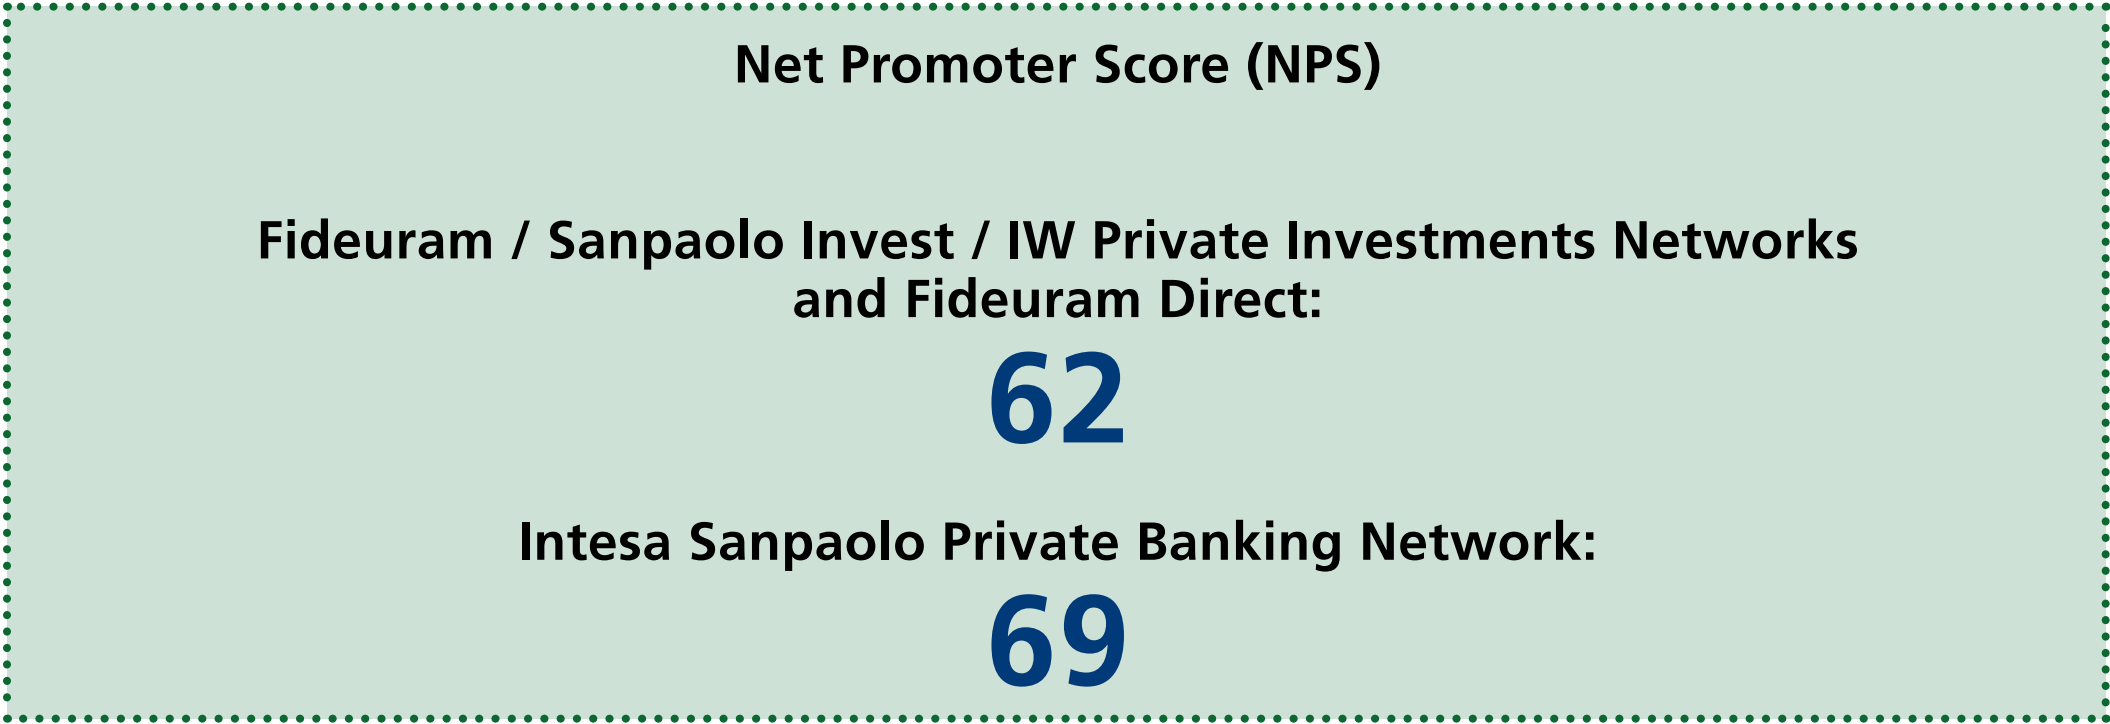 Net Promoter Score (NPS)
Fideuram / Sanpaolo Invest / IW Private Investments Networks
and Fideuram Direct:
62
Intesa Sanpaolo Private Banking Network:
69